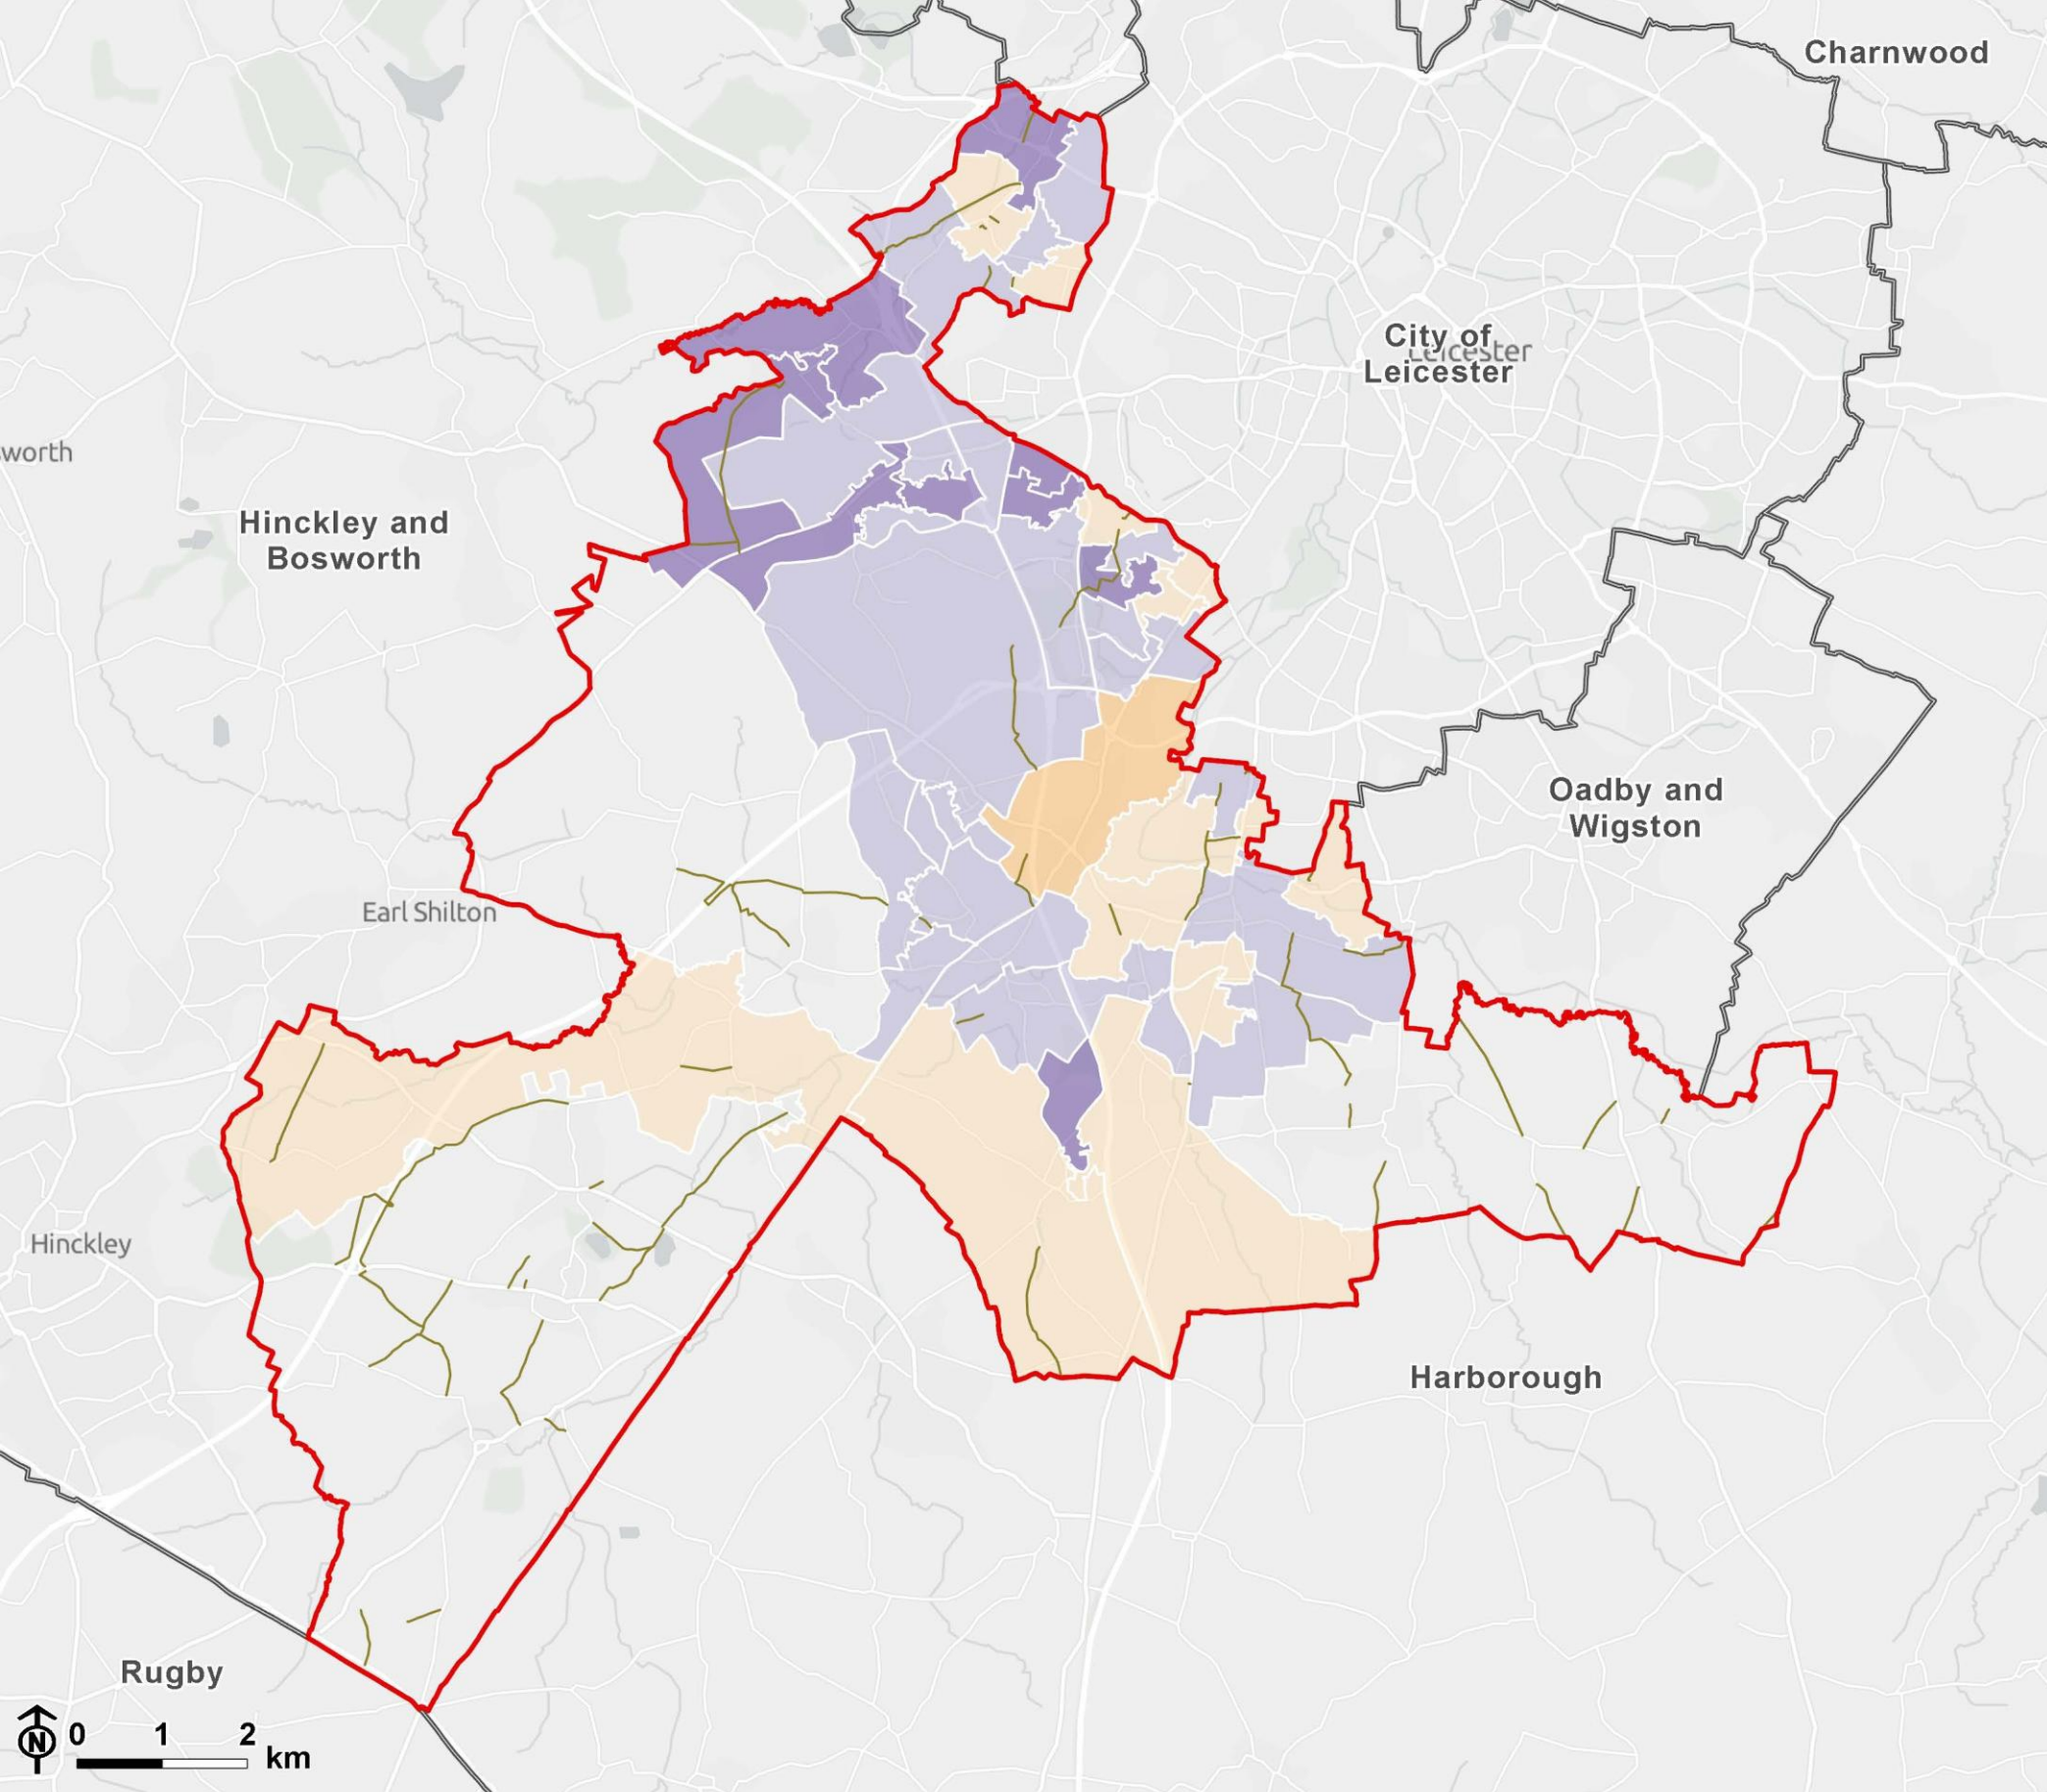 Charnwood
City of
Leicester
Leicester
worth
Hinckley and
Bosworth
Oadby and
Wigston
Earl Shilton
Hinckley
Harborough
Rugby
N
0 1 2
km